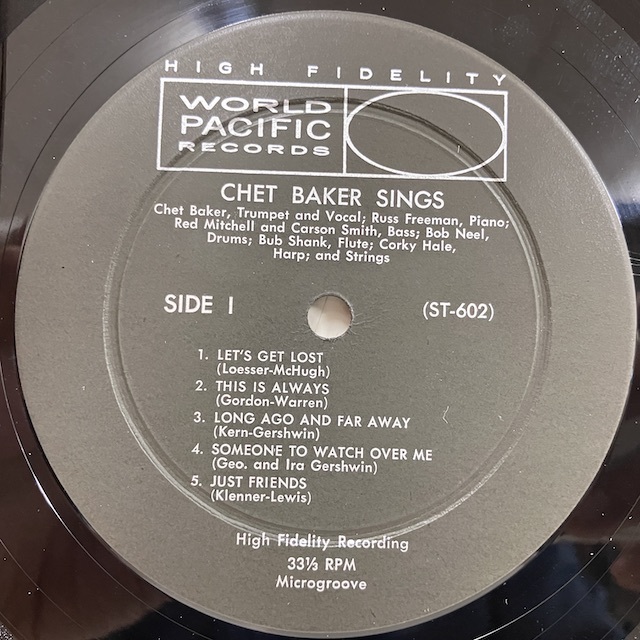 HIGH FIDELITY
WORLD
PACIFIC
RECORDS
CHET BAKER SINGS
Chet Baker, Trumpet and Vocal; Russ Freeman, Piano;
Red Mitchell and Carson Smith, Bass; Bob Neel,
Drums; Bub Shank, Flute; Corky Hale,
Harp; and Strings
SIDE 1 (ST-602)
1. LET'S GET LOST
(Loesser-McHugh)
2. THIS IS ALWAYS
(Gordon-Warren)
3. LONG AGO AND FAR AWAY
(Kern-Gershwin)
4. SOMEONE TO WATCH OVER ME
(Geo. and Ira Gershwin)
5. JUST FRIENDS
(Klenner-Lewis)
High Fidelity Recording
33⅓ RPM
Microgroove